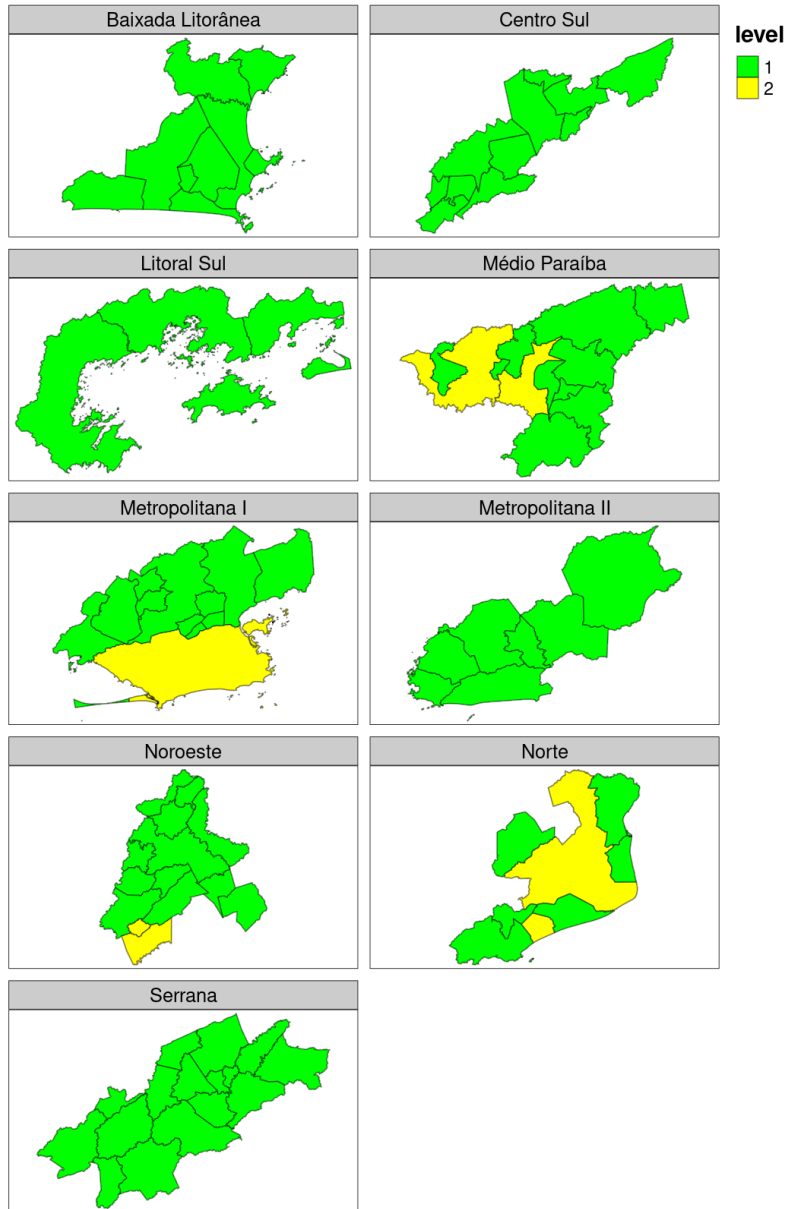 Baixada Litorânea
Centro Sul
level
1
2
Litoral Sul
Médio Paraíba
Metropolitana I
Metropolitana II
Noroeste
Norte
Serrana